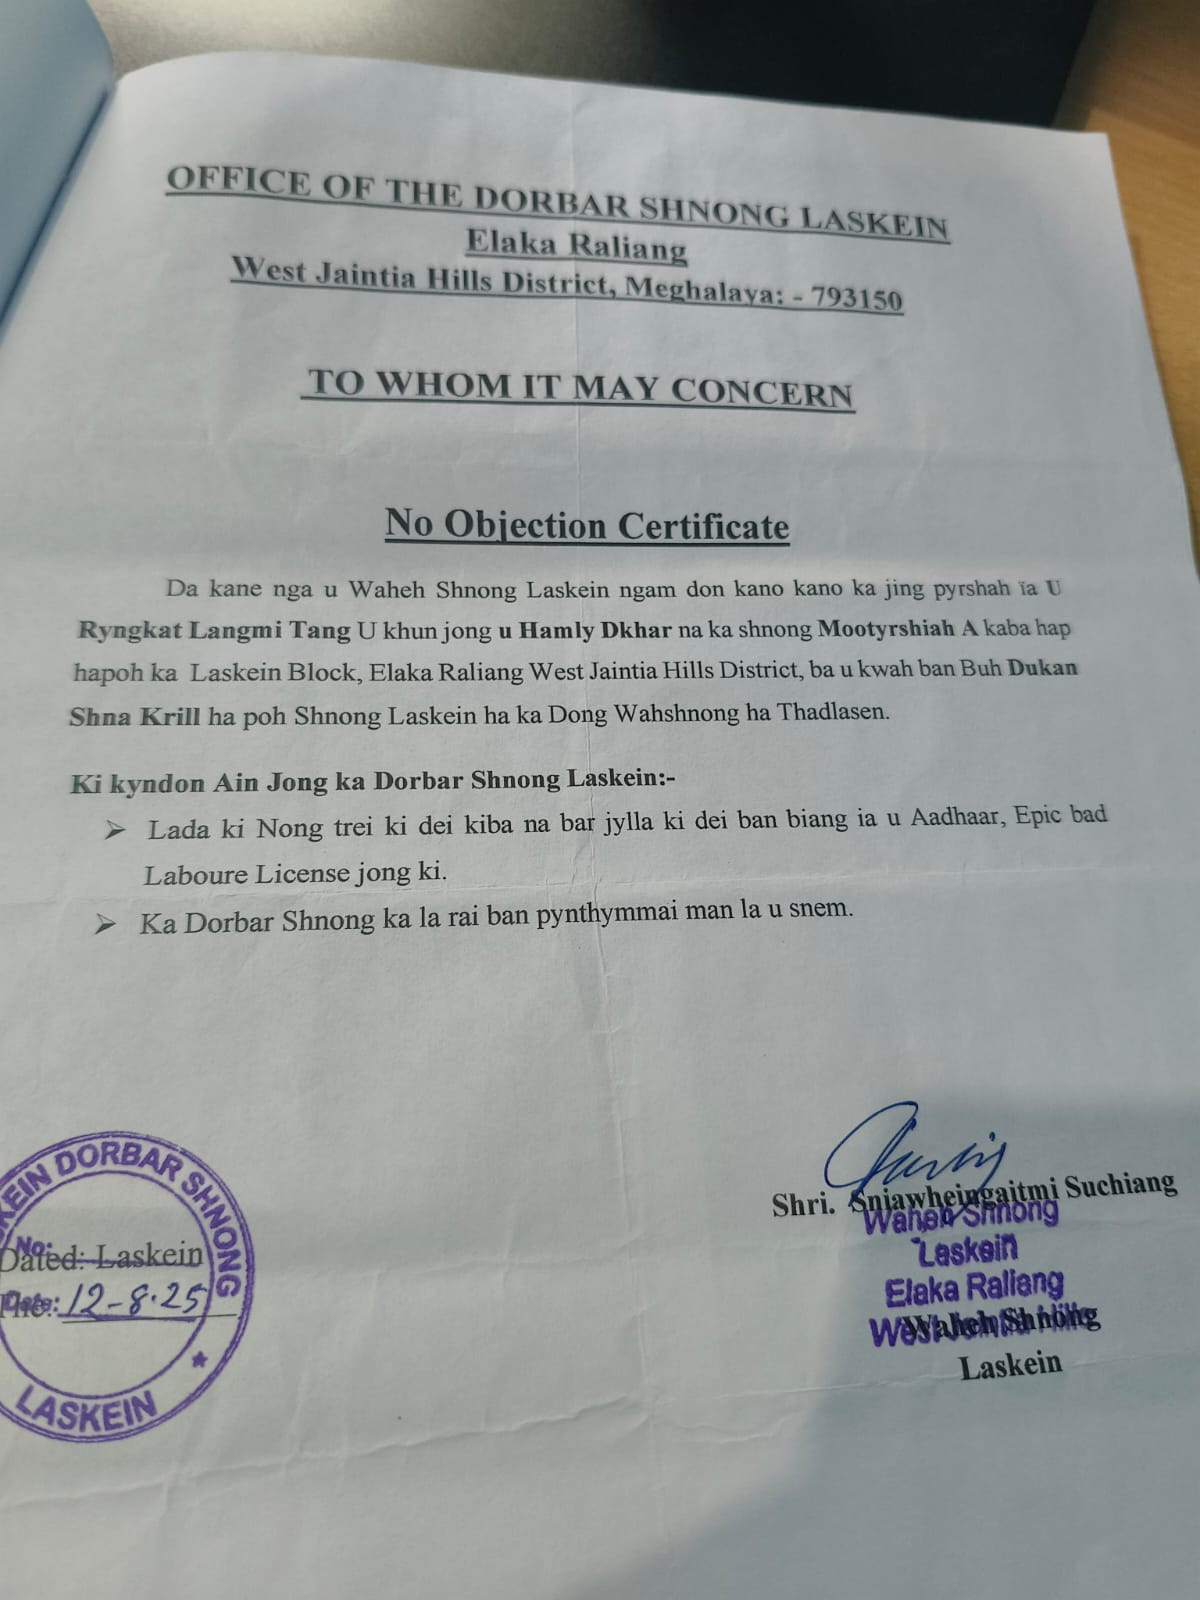 OFFICE OF THE DORBAR SHNONG LASKEIN
Elaka Raliang
West Jaintia Hills District, Meghalaya: - 793150
TO WHOM IT MAY CONCERN
No Objection Certificate
Da kane nga u Waheh Shnong Laskein ngam don kano kano ka jing pyrshah ïa U
Ryngkat Langmi Tang U khun jong u Hamly Dkhar na ka shnong Mootyrshiah A kaba hap
hapoh ka Laskein Block, Elaka Raliang West Jaintia Hills District, ba u kwah ban Buh Dukan
Shna Krill ha poh Shnong Laskein ha ka Dong Wahshnong ha Thadlasen.
Ki kyndon Ain Jong ka Dorbar Shnong Laskein:-
➢ Lada ki Nong trei ki dei kiba na bar jylla ki dei ban biang ia u Aadhaar, Epic bad
Laboure License jong ki.
➢ Ka Dorbar Shnong ka la rai ban pynthymmai man la u snem.
DORBAR SHNONG
LASKEIN
Dated: Laskein
12-8-25
Shri. Sniawheingaitmi Suchiang
Waheh Shnong
Laskein
Elaka Raliang
Waheh Shnong
Laskein